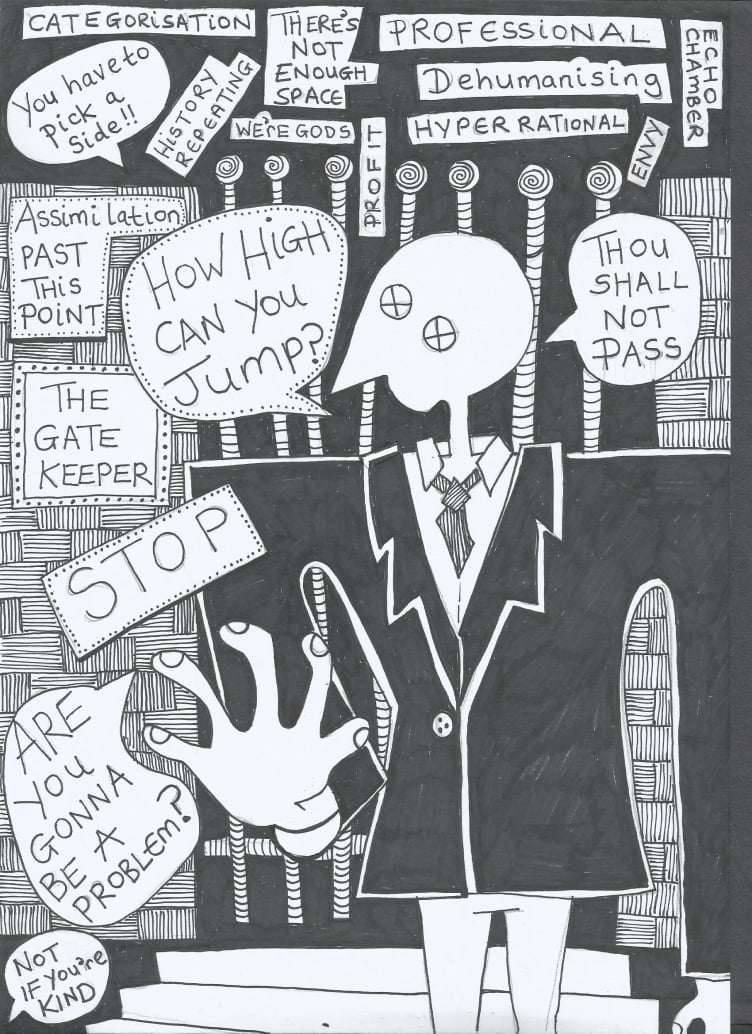 CATEGORISATION
THERE'S
NOT
ENOUGH
SPACE
PROFESSIONAL
ECHO
CHAMBER
You have to
pick a
side!!
HISTORY
REPEATING
Dehumanising
WE'RE GODS
PROFIT
HYPER RATIONAL
ENVY
Assimilation
PAST
THIS
POINT
HOW HIGH
CAN YOU
Jump?
THOU
SHALL
NOT
PASS
THE
GATE
KEEPER
STOP
ARE
YOU
GONNA
BE A
PROBLEM?
NOT
IF You're
KIND